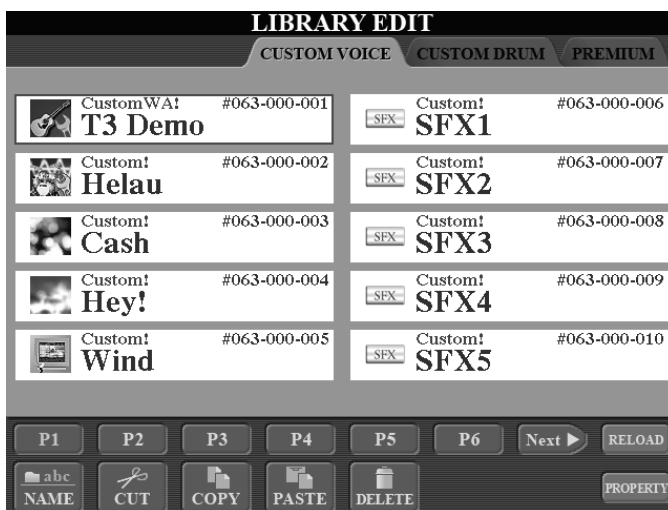 LIBRARY EDIT
CUSTOM VOICE CUSTOM DRUM PREMIUM
CustomWA! #063-000-001
T3 Demo
Custom! #063-000-002
Helau
Custom! #063-000-003
Cash
Custom! #063-000-004
Hey!
Custom! #063-000-005
Wind
Custom! #063-000-006
SFX SFX1
Custom! #063-000-007
SFX SFX2
Custom! #063-000-008
SFX SFX3
Custom! #063-000-009
SFX SFX4
Custom! #063-000-010
SFX SFX5
P1 P2 P3 P4 P5 P6 Next RELOAD
abc
NAME CUT COPY PASTE DELETE PROPERTY